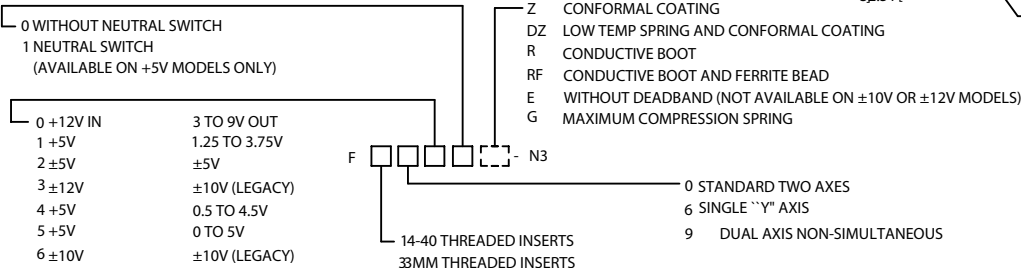 0 WITHOUT NEUTRAL SWITCH
1 NEUTRAL SWITCH
(AVAILABLE ON +5V MODELS ONLY)
0 +12V IN 3 TO 9V OUT
1 +5V 1.25 TO 3.75V
2 ±5V ±5V
3 ±12V ±10V (LEGACY)
4 +5V 0.5 TO 4.5V
5 +5V 0 TO 5V
6 ±10V ±10V (LEGACY)
Z CONFORMAL COATING
DZ LOW TEMP SPRING AND CONFORMAL COATING
R CONDUCTIVE BOOT
RF CONDUCTIVE BOOT AND FERRITE BEAD
E WITHOUT DEADBAND (NOT AVAILABLE ON ±10V OR ±12V MODELS)
G MAXIMUM COMPRESSION SPRING
F - N3
0 STANDARD TWO AXES
6 SINGLE ``Y" AXIS
9 DUAL AXIS NON-SIMULTANEOUS
14-40 THREADED INSERTS
33MM THREADED INSERTS